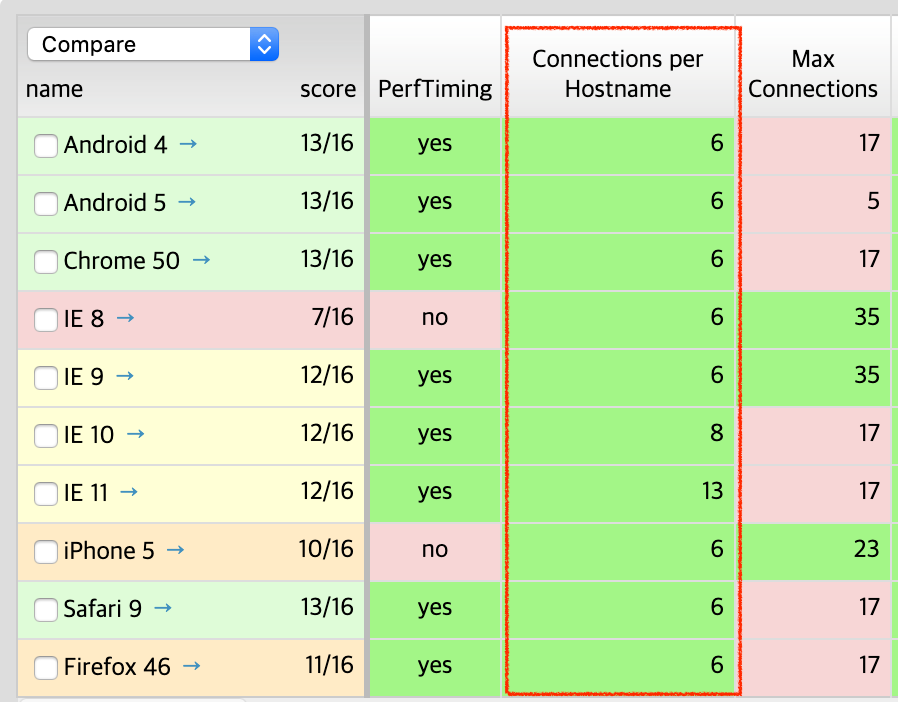 Compare
name score PerfTiming Connections per Hostname Max Connections
Android 4 → 13/16 yes 6 17
Android 5 → 13/16 yes 6 5
Chrome 50 → 13/16 yes 6 17
IE 8 → 7/16 no 6 35
IE 9 → 12/16 yes 6 35
IE 10 → 12/16 yes 8 17
IE 11 → 12/16 yes 13 17
iPhone 5 → 10/16 no 6 23
Safari 9 → 13/16 yes 6 17
Firefox 46 → 11/16 yes 6 17